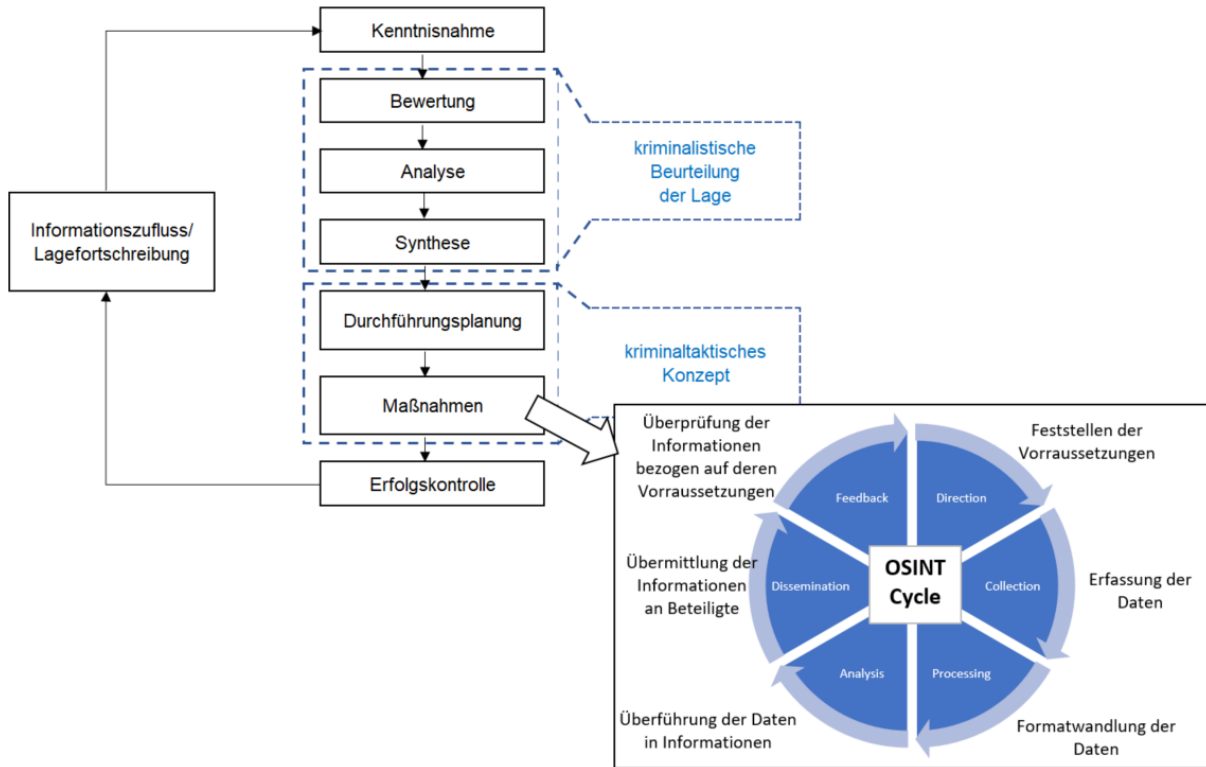 Kenntnisnahme
Bewertung
Analyse
Synthese
kriminalistische
Beurteilung
der Lage
Informationszufluss/
Lagefortschreibung
Durchführungsplanung
Maßnahmen
kriminaltaktisches
Konzept
Erfolgskontrolle
Überprüfung der
Informationen
bezogen auf deren
Vorraussetzungen
Feststellen der
Vorraussetzungen
Feedback
Direction
Übermittlung der
Informationen
an Beteiligte
Dissemination
OSINT
Cycle
Collection
Erfassung der
Daten
Analysis
Processing
Überführung der Daten
in Informationen
Formatwandlung der
Daten